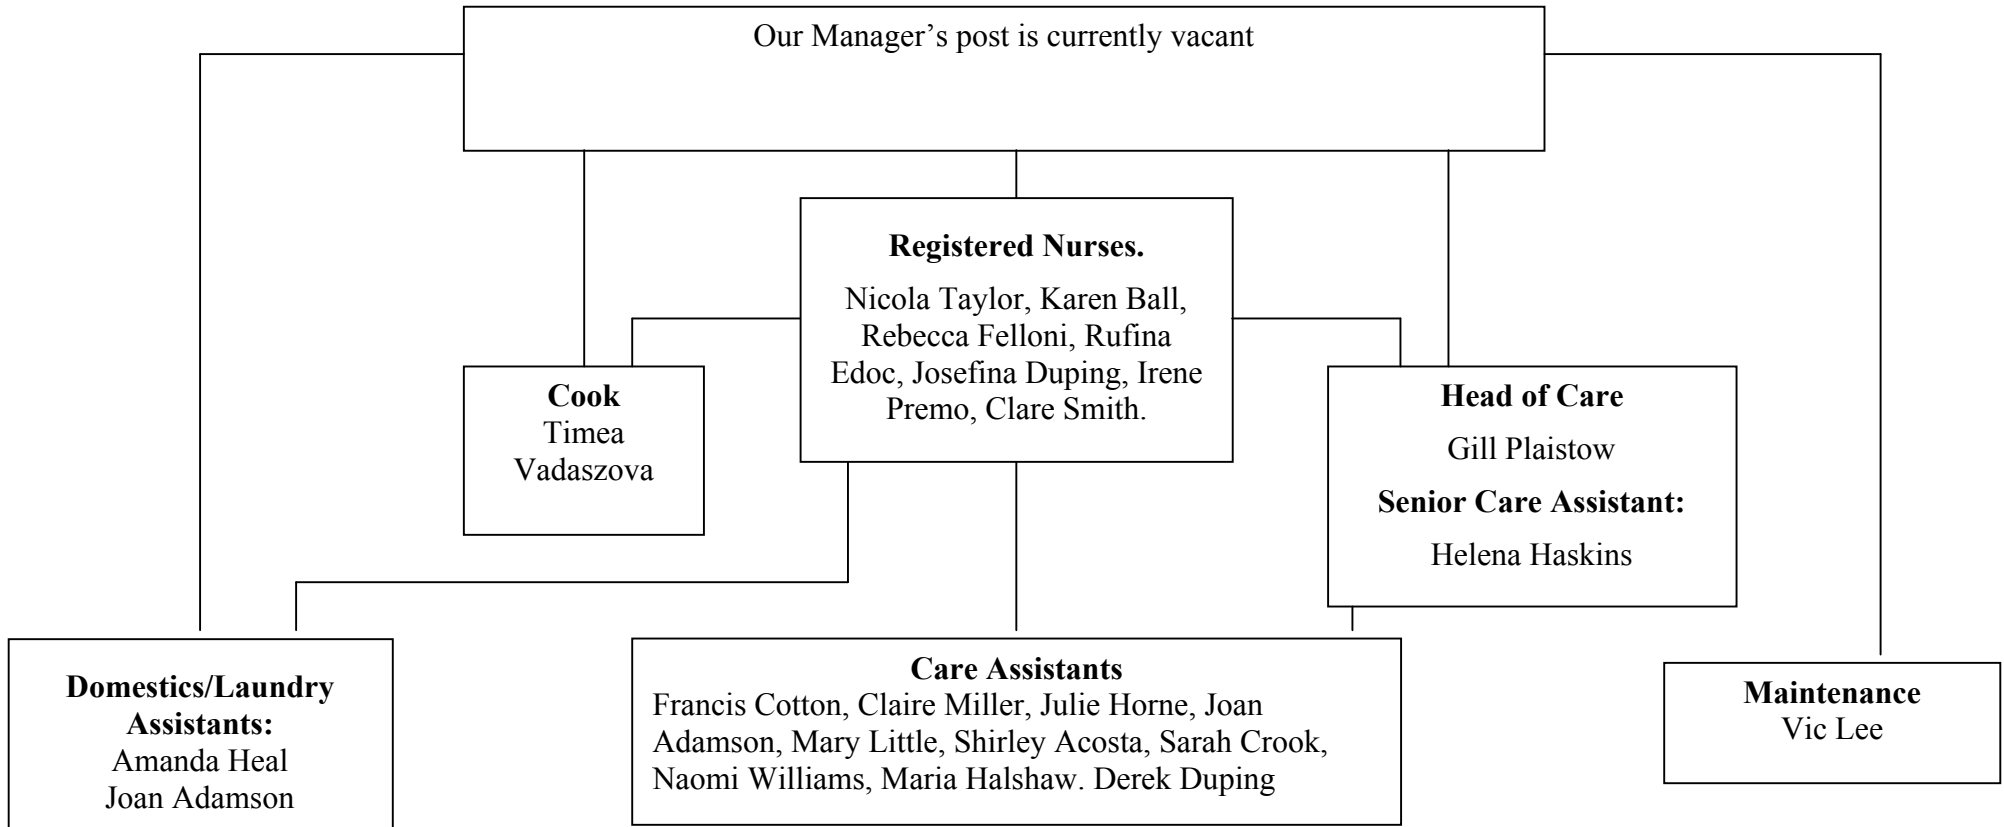 Our Manager’s post is currently vacant
Registered Nurses.
Nicola Taylor, Karen Ball,
Rebecca Felloni, Rufina
Edoc, Josefina Duping, Irene
Premo, Clare Smith.
Cook
Timea
Vadaszova
Head of Care
Gill Plaistow
Senior Care Assistant:
Helena Haskins
Domestics/Laundry
Assistants:
Amanda Heal
Joan Adamson
Care Assistants
Francis Cotton, Claire Miller, Julie Horne, Joan
Adamson, Mary Little, Shirley Acosta, Sarah Crook,
Naomi Williams, Maria Halshaw. Derek Duping
Maintenance
Vic Lee